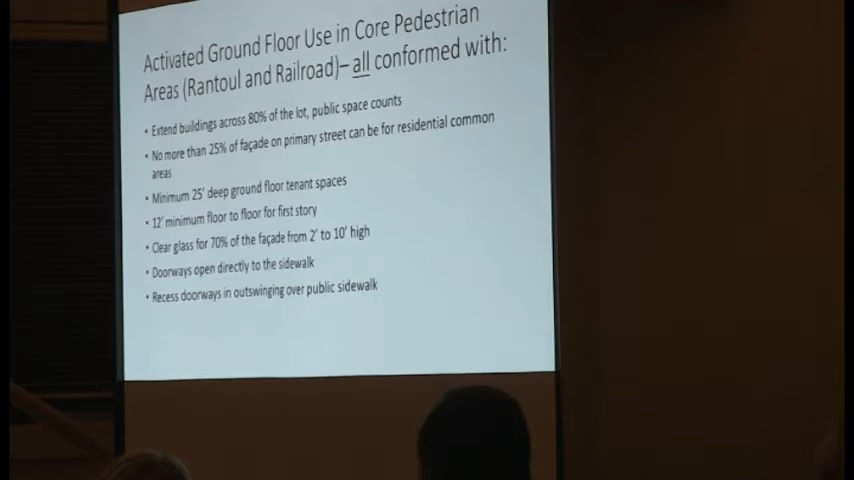 Activated Ground Floor Use in Core Pedestrian
Areas (Rantoul and Railroad)– all conformed with:
• Extend buildings across 80% of the lot, public space counts
• No more than 25% of façade on primary street can be for residential common
areas
• Minimum 25' deep ground floor tenant spaces
• 12' minimum floor to floor for first story
• Clear glass for 70% of the façade from 2' to 10' high
• Doorways open directly to the sidewalk
• Recess doorways in outswinging over public sidewalk